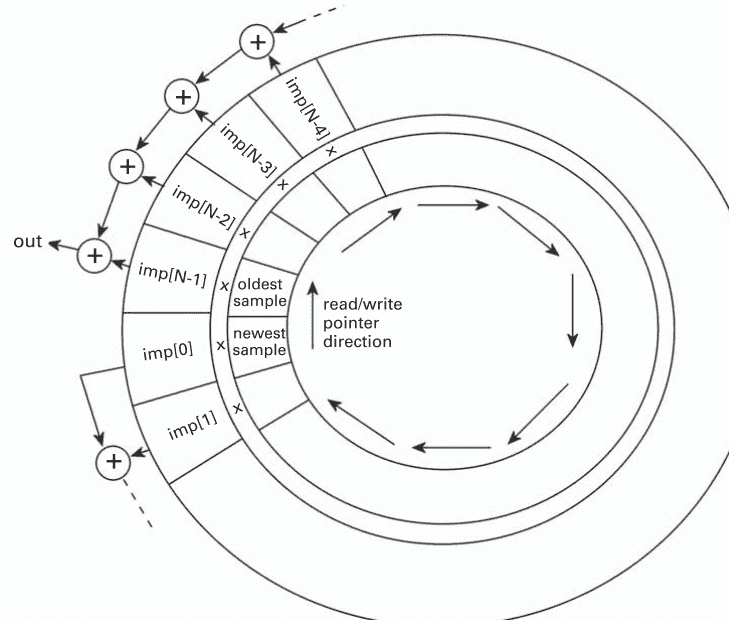 +
+
imp[N-4]
x
+
imp[N-3]
x
imp[N-2]
x
out
+
imp[N-1]
x
oldest
sample
read/write
pointer
direction
imp[0]
x
newest
sample
imp[1]
x
+